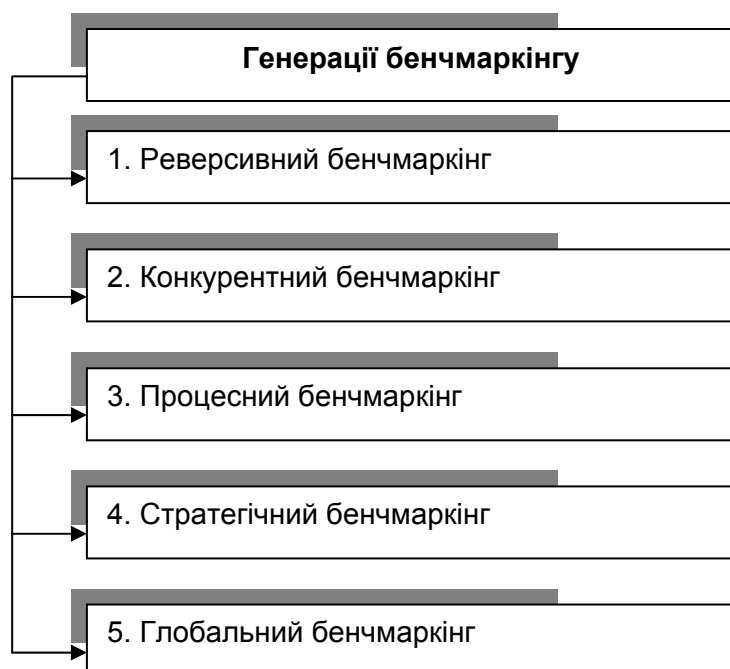 Генерації бенчмаркінгу
1. Реверсивний бенчмаркінг
2. Конкурентний бенчмаркінг
3. Процесний бенчмаркінг
4. Стратегічний бенчмаркінг
5. Глобальний бенчмаркінг